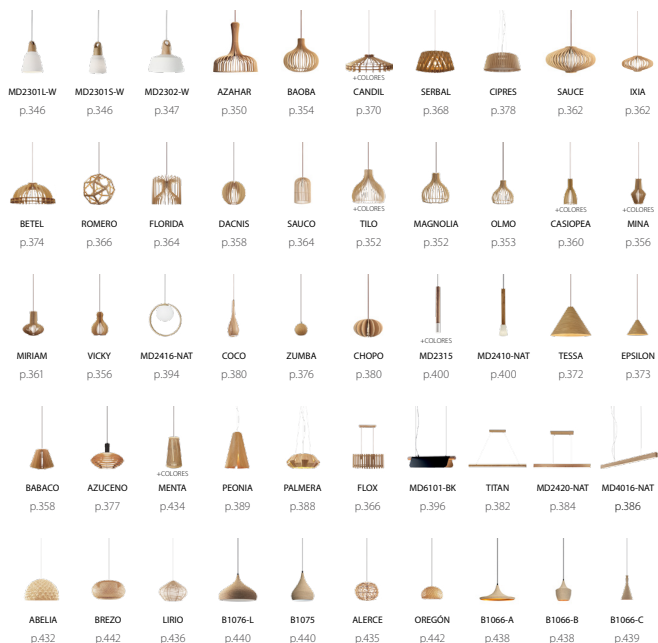 +COLORES
MD2301L-W MD2301S-W MD2302-W AZAHAR BAOBA CANDIL SERBAL CIPRES SAUCE IXIA
p.346 p.346 p.347 p.350 p.354 p.370 p.368 p.378 p.362 p.362
+COLORES +COLORES +COLORES
BETEL ROMERO FLORIDA DACNIS SAUCO TILO MAGNOLIA OLMO CASIOPEA MINA
p.374 p.366 p.364 p.358 p.364 p.352 p.352 p.353 p.360 p.356
+COLORES
MIRIAM VICKY MD2416-NAT COCO ZUMBA CHOPO MD2315 MD2410-NAT TESSA EPSILON
p.361 p.356 p.394 p.380 p.376 p.380 p.400 p.400 p.372 p.373
+COLORES
BABACO AZUCENO MENTA PEONIA PALMERA FLOX MD6101-BK TITAN MD2420-NAT MD4016-NAT
p.358 p.377 p.434 p.389 p.388 p.366 p.396 p.382 p.384 p.386
ABELIA BREZO LIRIO B1076-L B1075 ALERCE OREGÓN B1066-A B1066-B B1066-C
p.432 p.442 p.436 p.440 p.440 p.435 p.442 p.438 p.438 p.439